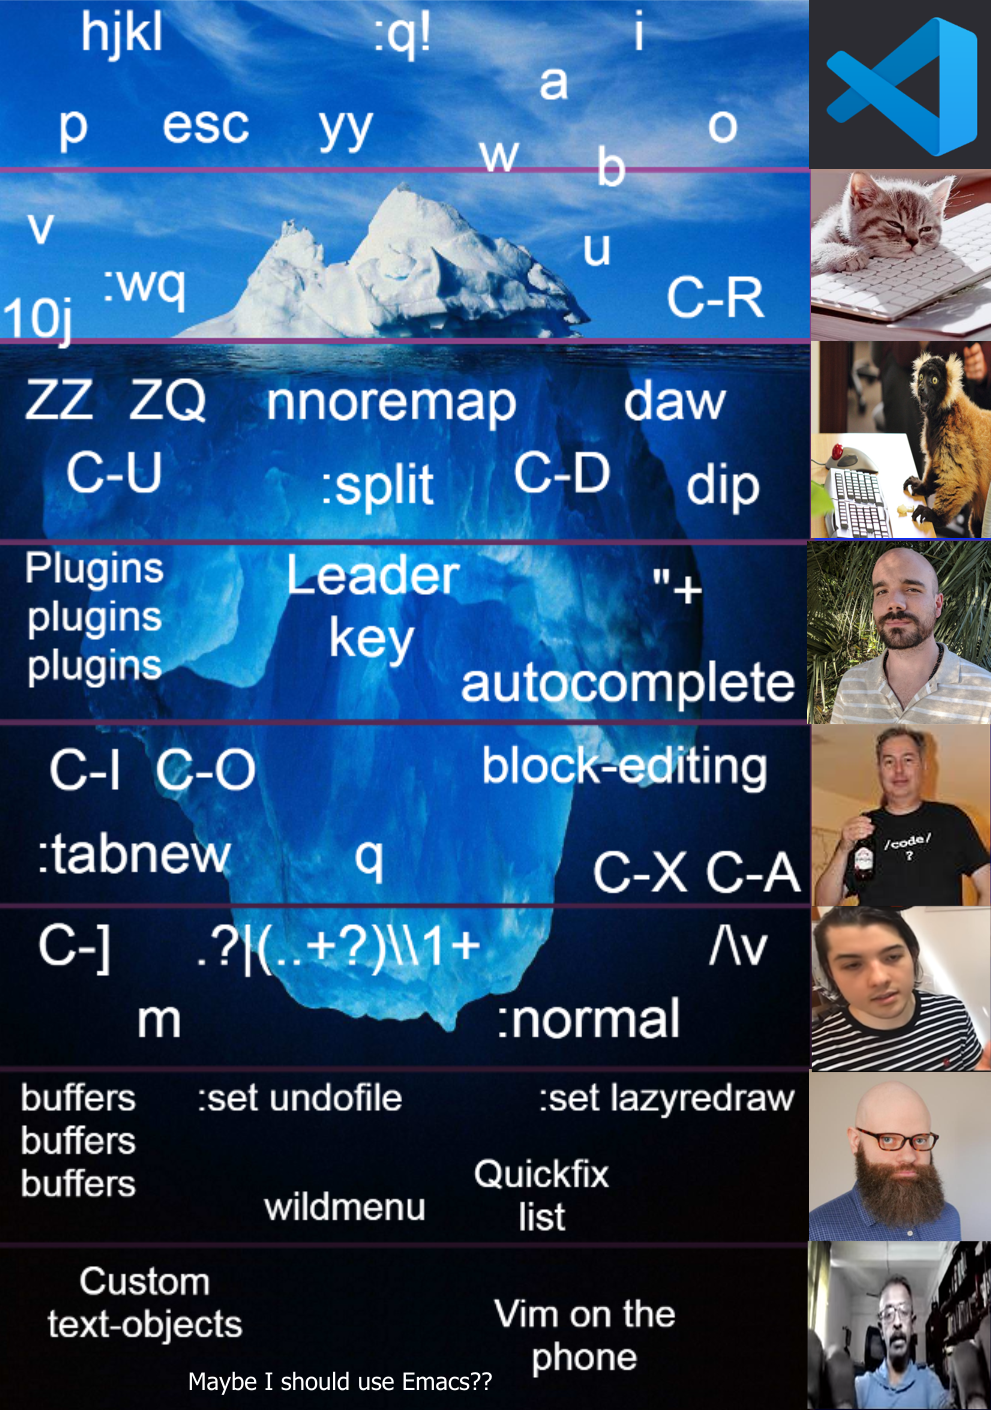 hjkl :q! i
a
p esc yy o
w b
v u
:wq C-R
10j
ZZ ZQ nnoremap daw
C-U :split C-D dip
Plugins
plugins
plugins
Leader
key
"+
autocomplete
C-I C-O block-editing
:tabnew q C-X C-A
C-] .?|(..+?)\\1+ /\v
m :normal
buffers
buffers
buffers
:set undofile :set lazyredraw
wildmenu
Quickfix
list
Custom
text-objects
Vim on the
phone
Maybe I should use Emacs??
/code/
?